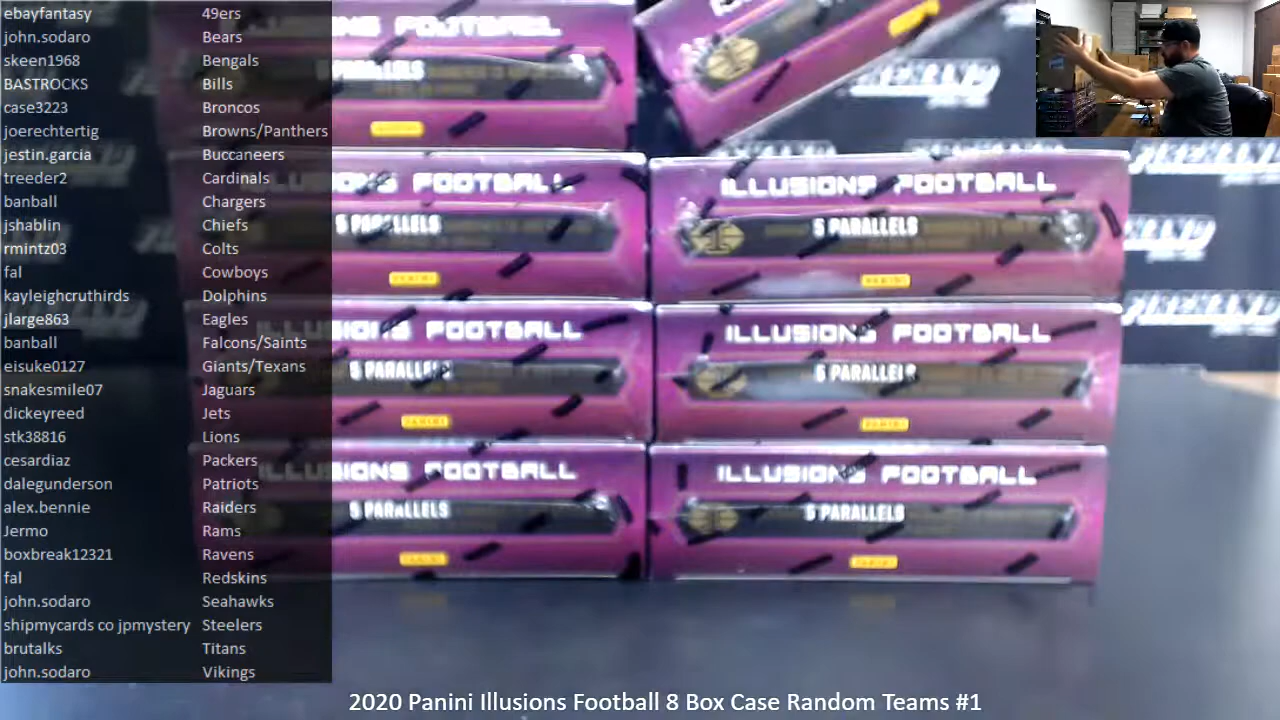 ebayfantasy 49ers
john.sodaro Bears
skeen1968 Bengals
BASTROCKS Bills
case3223 Broncos
joerechtertig Browns/Panthers
jestin.garcia Buccaneers
treeder2 Cardinals
banball Chargers
jshablin Chiefs
rmintz03 Colts
fal Cowboys
kayleighcruthirds Dolphins
jlarge863 Eagles
banball Falcons/Saints
eisuke0127 Giants/Texans
snakesmile07 Jaguars
dickeyreed Jets
stk38816 Lions
cesardiaz Packers
dalegunderson Patriots
alex.bennie Raiders
Jermo Rams
boxbreak12321 Ravens
fal Redskins
john.sodaro Seahawks
shipmycards co jpmystery Steelers
brutalks Titans
john.sodaro Vikings
FOOTBALL
PARALLELS
FOOTBALL
5 PARALLELS
PANINI
ILLUSIONS FOOTBALL
5 PARALLELS
PANINI
FOOTBALL
5 PARALLELS
PANINI
ILLUSIONS FOOTBALL
5 PARALLELS
PANINI
FOOTBALL
5 PARALLELS
PANINI
ILLUSIONS FOOTBALL
5 PARALLELS
PANINI
2020 Panini Illusions Football 8 Box Case Random Teams #1